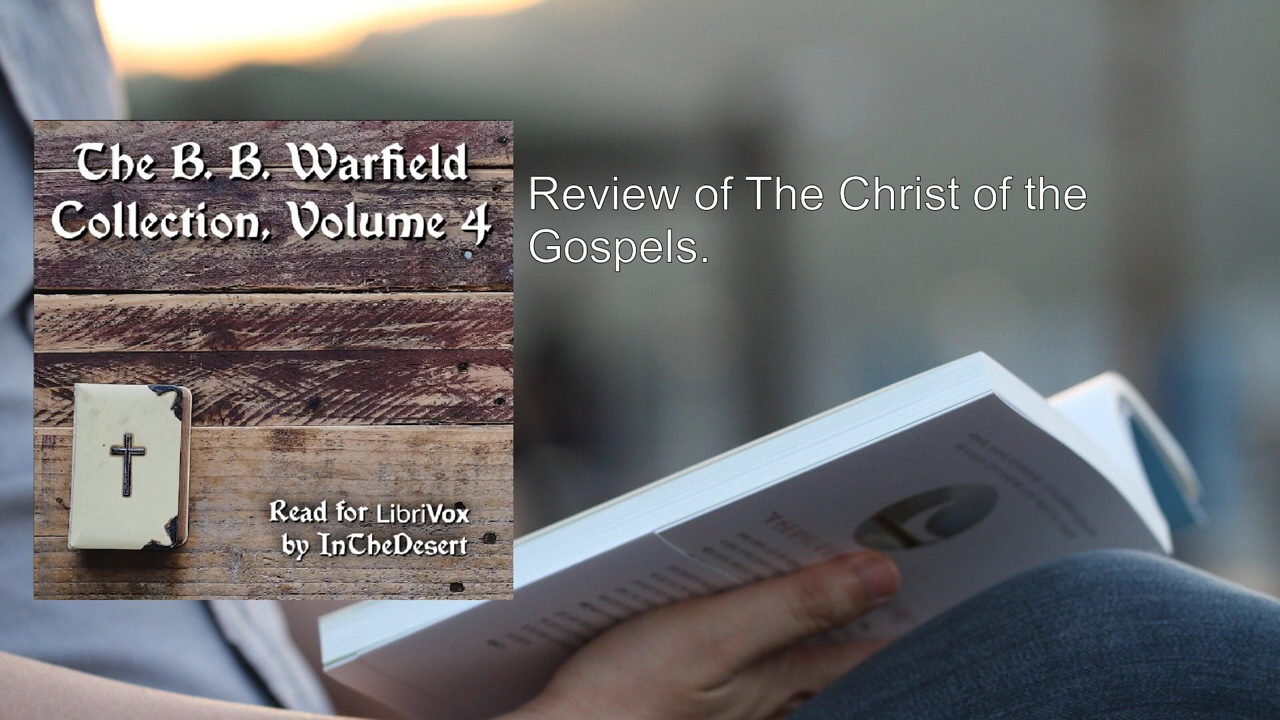 The B. B. Warfield
Collection, Volume 4
Read for LibriVox
by InTheDesert
Review of The Christ of the
Gospels.